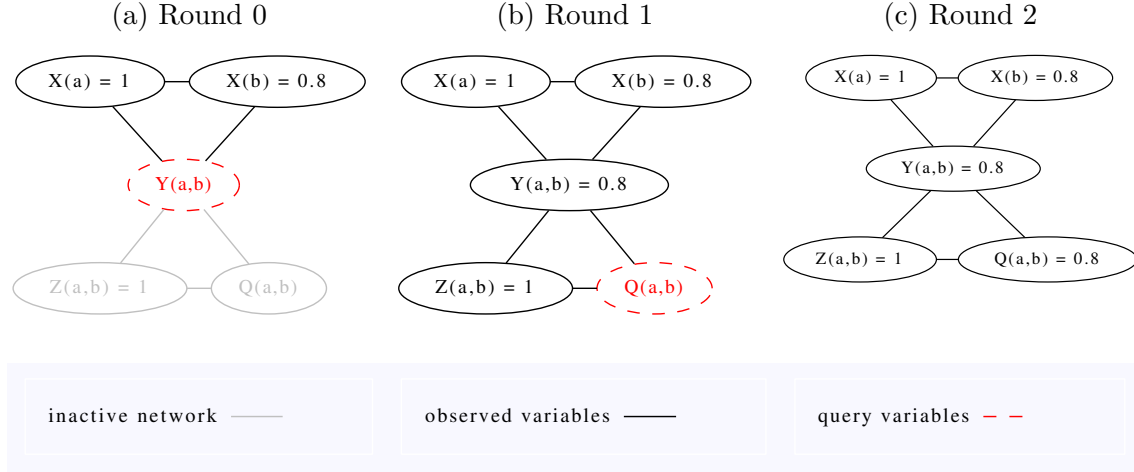 (a) Round 0
(b) Round 1
(c) Round 2
X(a) = 1
X(b) = 0.8
Y(a,b)
Z(a,b) = 1
Q(a,b)
X(a) = 1
X(b) = 0.8
Y(a,b) = 0.8
Z(a,b) = 1
Q(a,b)
X(a) = 1
X(b) = 0.8
Y(a,b) = 0.8
Z(a,b) = 1
Q(a,b) = 0.8
inactive network
observed variables
query variables